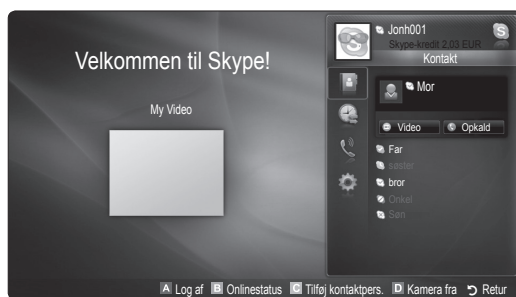 Velkommen til Skype!
My Video
Jonh001
Skype-kredit 2,03 EUR
Kontakt
Mor
Video Opkald
Far
søster
bror
Onkel
Søn
A Log af B Onlinestatus C Tilføj kontaktpers. D Kamera fra Retur